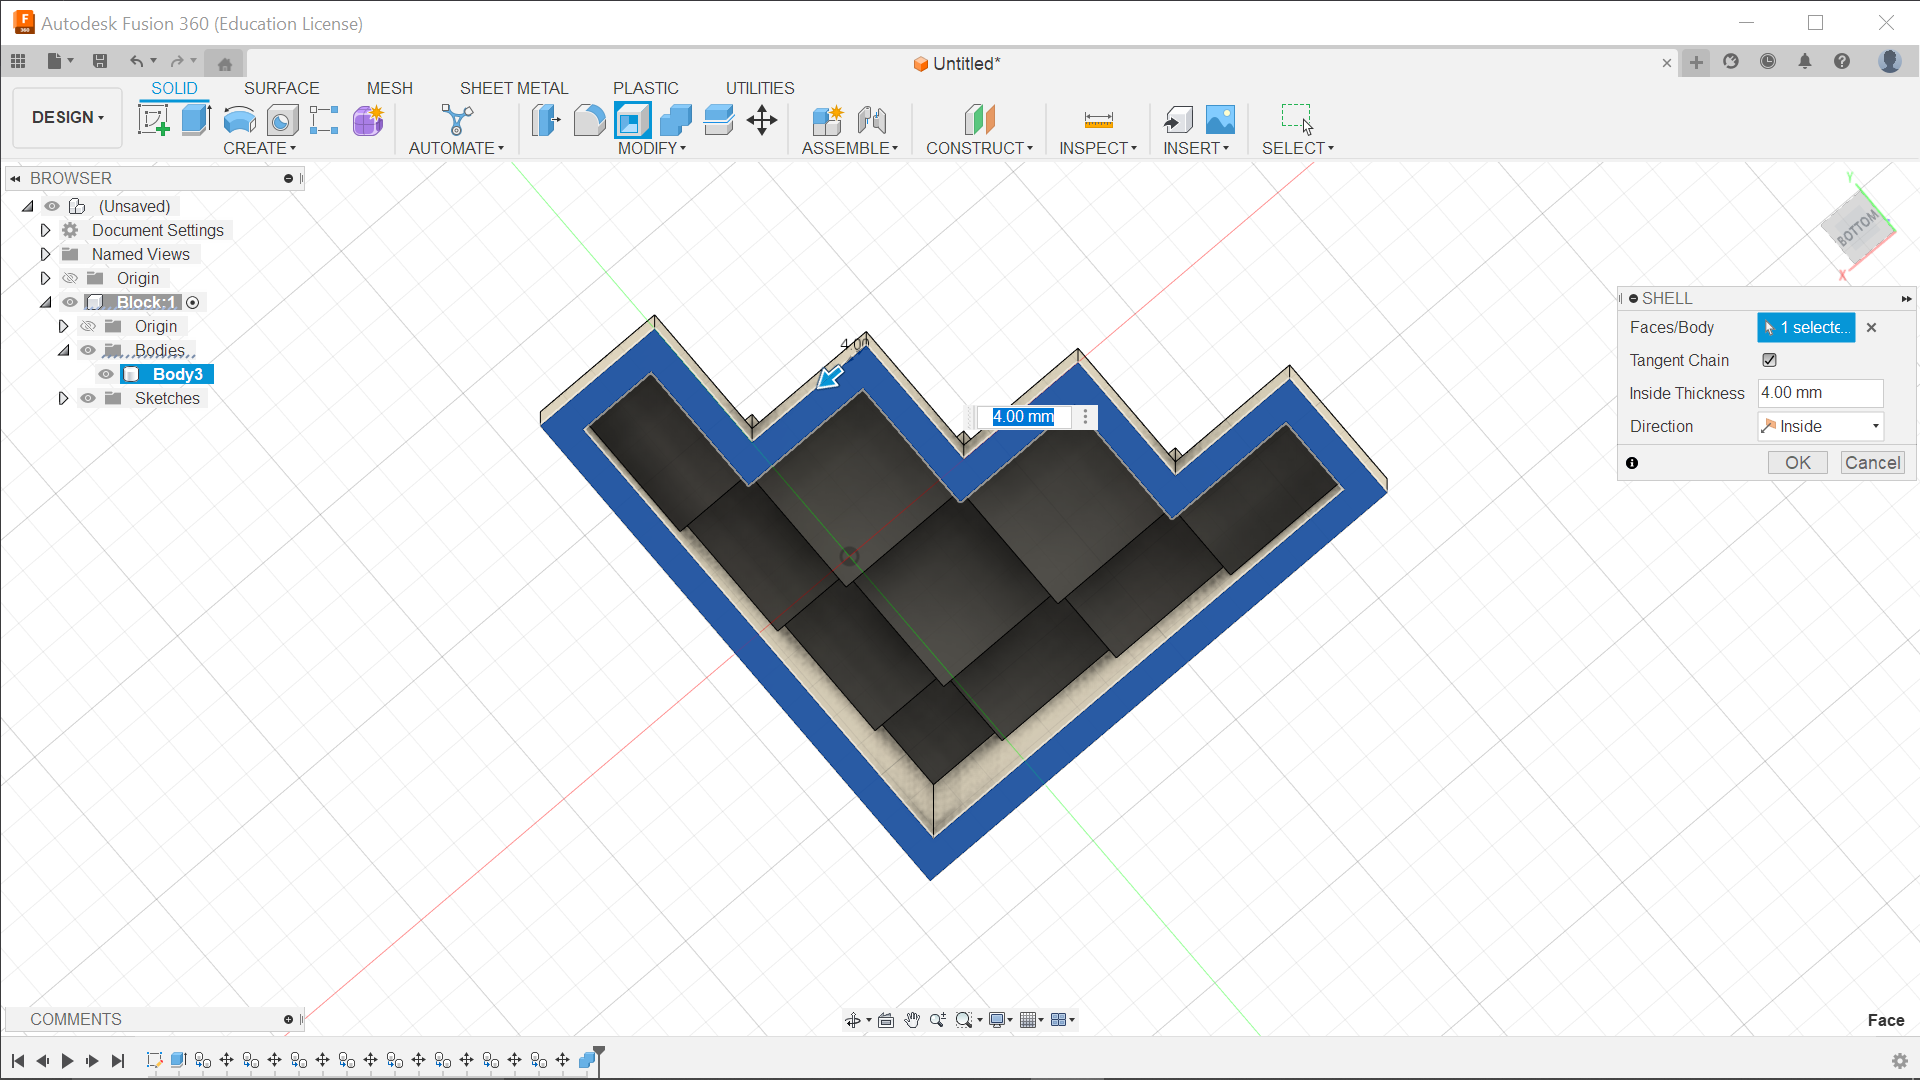 Autodesk Fusion 360 (Education License)
Untitled*
SOLID SURFACE MESH SHEET METAL PLASTIC UTILITIES
DESIGN
CREATE AUTOMATE MODIFY ASSEMBLE CONSTRUCT INSPECT INSERT SELECT
BROWSER
(Unsaved)
Document Settings
Named Views
Origin
Block:1
Origin
Bodies
Body3
Sketches
4.00
4.00 mm
Y
BOTTOM
X
SHELL
Faces/Body 1 selecte...
Tangent Chain
Inside Thickness 4.00 mm
Direction Inside
OK Cancel
COMMENTS
Face